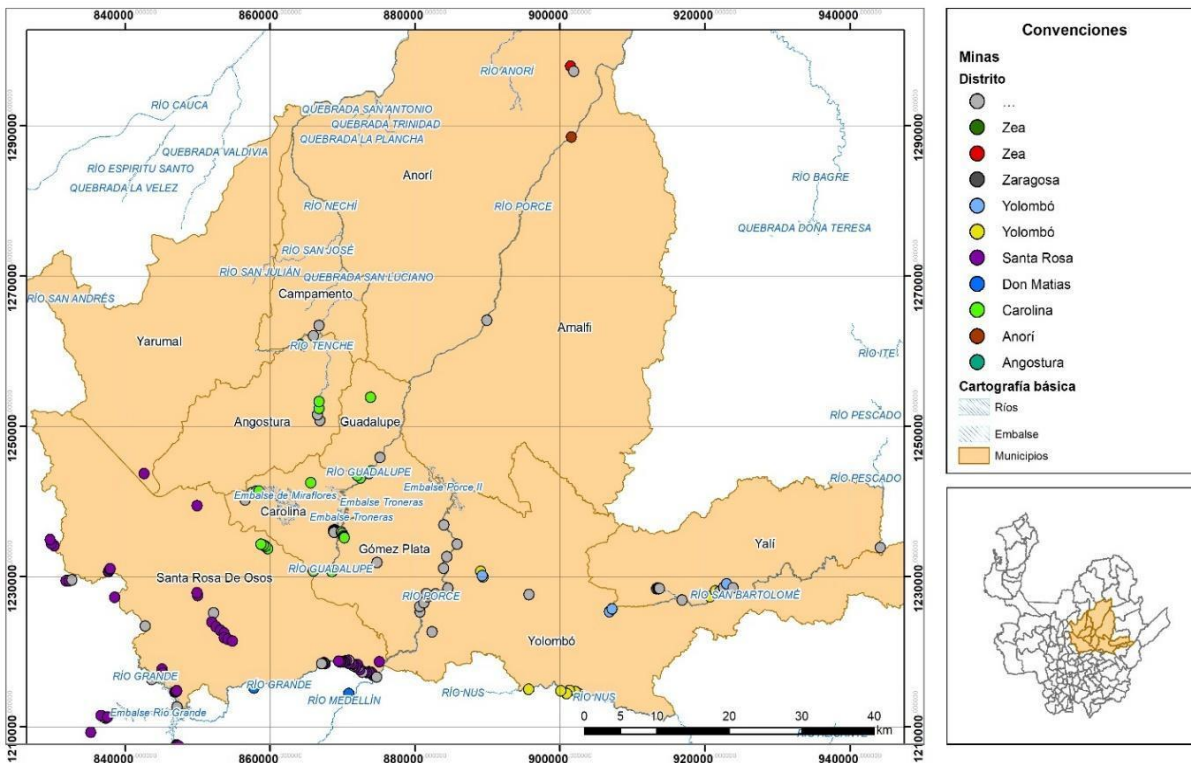 840000
860000
880000
900000
920000
940000
1290000
1270000
1250000
1230000
1210000
RÍO ANORÍ
RÍO CAUCA
QUEBRADA SAN ANTONIO
QUEBRADA TRINIDAD
QUEBRADA LA PLANCHA
QUEBRADA VALDIVIA
RÍO ESPIRITU SANTO
QUEBRADA LA VELEZ
Anorí
RÍO BAGRE
RÍO NECHÍ
RÍO PORCE
QUEBRADA DOÑA TERESA
RÍO SAN JOSÉ
RÍO SAN JULIÁN
QUEBRADA SAN LUCIANO
RÍO SAN ANDRÉS
Campamento
Yarumal
Amalfi
RÍO TENCHE
RÍO ITE
Angostura
Guadalupe
RÍO PESCADO
RÍO GUADALUPE
RÍO PESCADO
Embalse de Miraflores
Embalse Porce II
Carolina
Embalse Troneras
Embalse Troneras
Gómez Plata
Yalí
Santa Rosa De Osos
RÍO GUADALUPE
RÍO PORCE
RÍO SAN BARTOLOMÉ
Yolombó
RÍO GRANDE
RÍO GRANDE
RÍO MEDELLÍN
RÍO NUS
RÍO NUS
Embalse Rio Grande
0 5 10 20 30 40
km
840000
860000
880000
900000
920000
940000
1290000
1270000
1250000
1230000
1210000
Convenciones
Minas
Distrito
...
Zea
Zea
Zaragosa
Yolombó
Yolombó
Santa Rosa
Don Matias
Carolina
Anorí
Angostura
Cartografía básica
Ríos
Embalse
Municipios